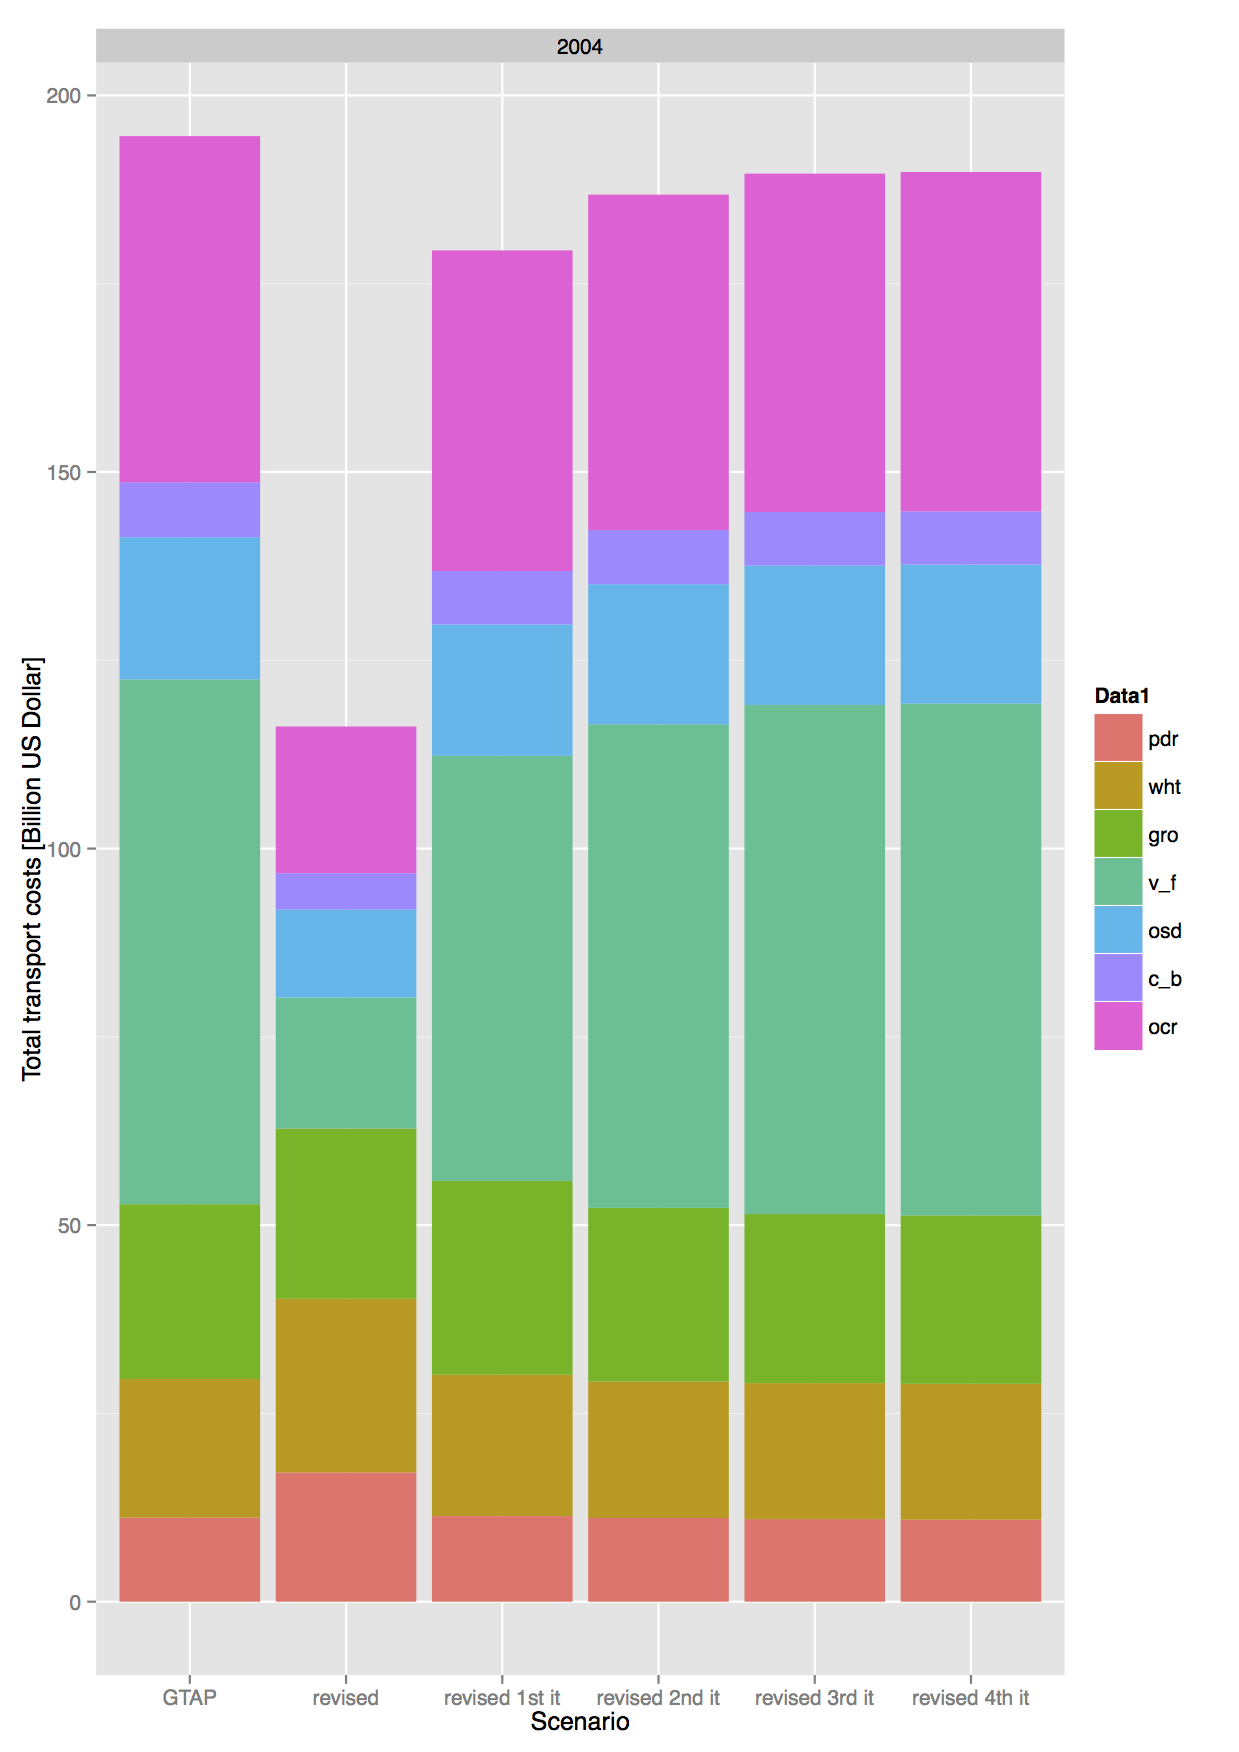 2004
200
150
100
50
0
Total transport costs [Billion US Dollar]
GTAP
revised
revised 1st it
revised 2nd it
revised 3rd it
revised 4th it
Scenario
Data1
pdr
wht
gro
v_f
osd
c_b
ocr